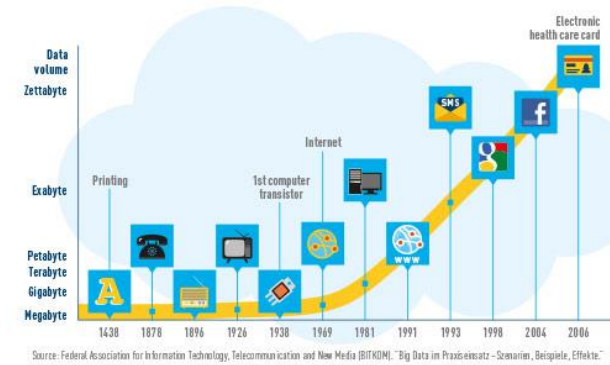 Electronic
health care card
Data
volume
Zettabyte
SMS
Internet
Printing
1st computer
transistor
Exabyte
WWW
Petabyte
Terabyte
Gigabyte
Megabyte
A
g
f
1438 1878 1896 1926 1938 1969 1981 1991 1993 1998 2004 2006
Source: Federal Association for Information Technology, Telecommunication and New Media (BITKOM). "Big Data im Praxiseinsatz - Szenarien, Beispiele, Effekte."